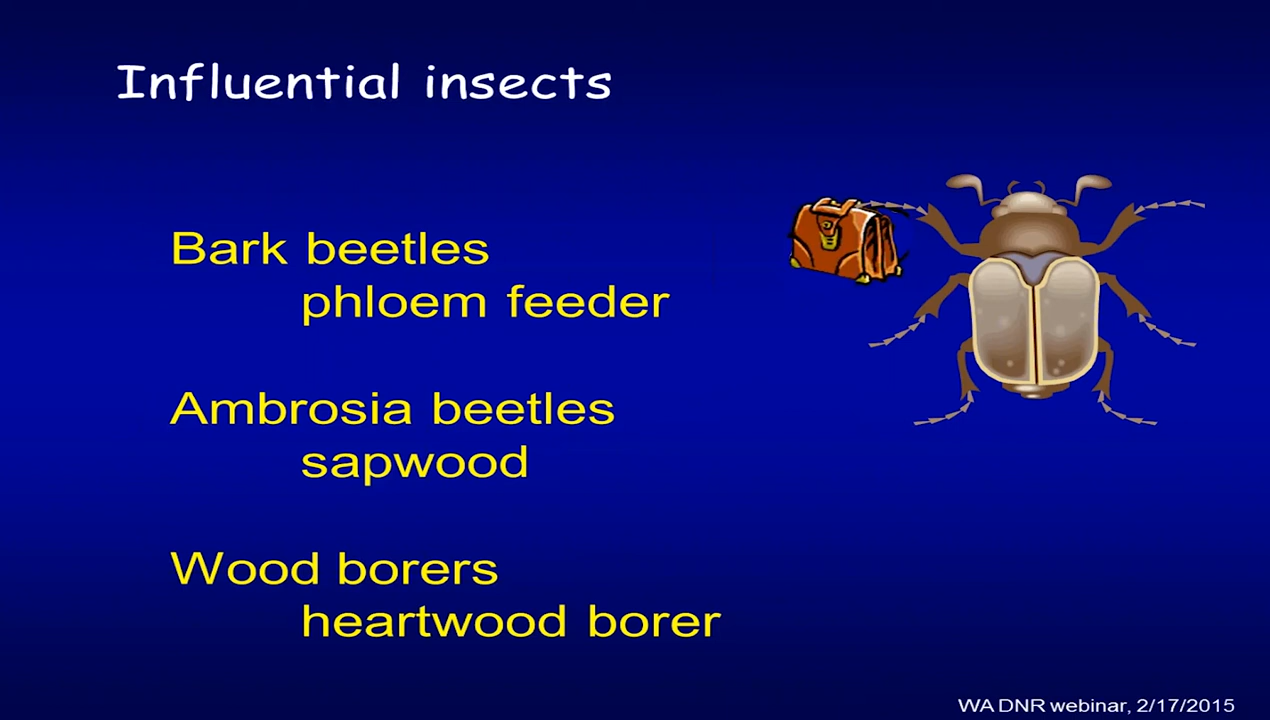 Influential insects
Bark beetles
phloem feeder
Ambrosia beetles
sapwood
Wood borers
heartwood borer
WA DNR webinar, 2/17/2015